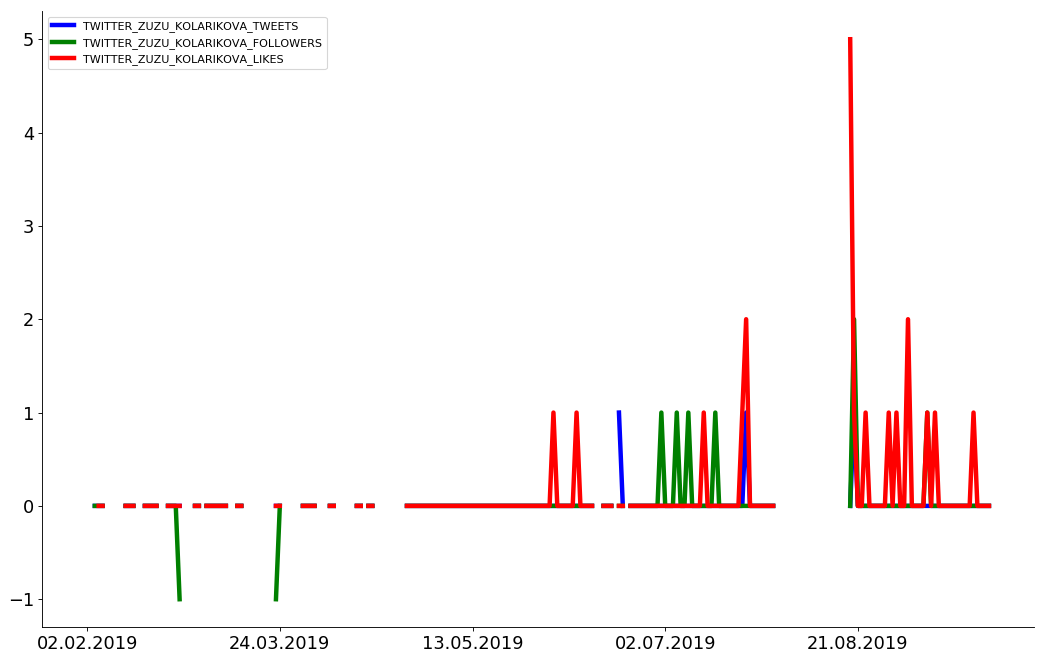 TWITTER_ZUZU_KOLARIKOVA_TWEETS
TWITTER_ZUZU_KOLARIKOVA_FOLLOWERS
TWITTER_ZUZU_KOLARIKOVA_LIKES
5
4
3
2
1
0
−1
02.02.2019 24.03.2019 13.05.2019 02.07.2019 21.08.2019